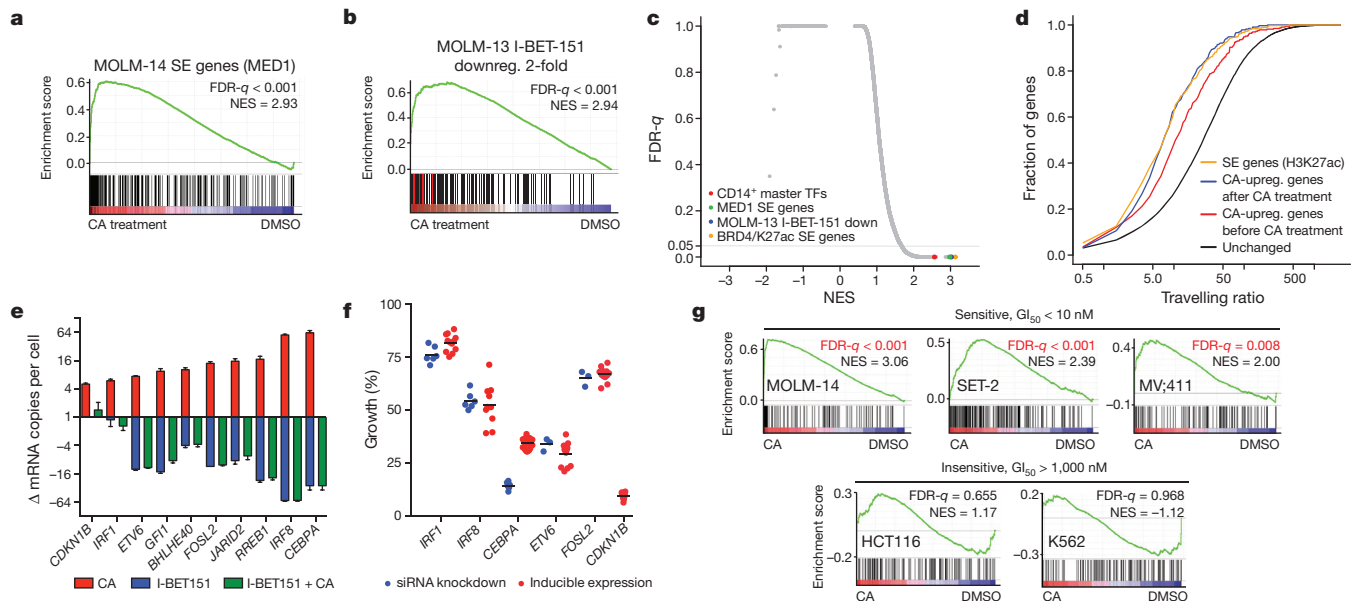 a
MOLM-14 SE genes (MED1)
Enrichment score
0.6
0.4
0.2
0.0
FDR-q < 0.001
NES = 2.93
CA treatment
DMSO
b
MOLM-13 I-BET-151
downreg. 2-fold
Enrichment score
0.6
0.4
0.2
0.0
FDR-q < 0.001
NES = 2.94
CA treatment
DMSO
c
FDR-q
1.0
0.8
0.6
0.4
0.2
0.05
0.0
CD14⁺ master TFs
MED1 SE genes
MOLM-13 I-BET-151 down
BRD4/K27ac SE genes
−3 −2 −1 0 1 2 3
NES
d
Fraction of genes
1.0
0.8
0.6
0.4
0.2
0.0
SE genes (H3K27ac)
CA-upreg. genes
after CA treatment
CA-upreg. genes
before CA treatment
Unchanged
0.5 5.0 50 500
Travelling ratio
e
Δ mRNA copies per cell
64
16
4
1
−4
−16
−64
CDKN1B
IRF1
ETV6
GFI1
BHLHE40
FOSL2
JARID2
RREB1
IRF8
CEBPA
CA
I-BET151
I-BET151 + CA
f
Growth (%)
100
75
50
25
0
IRF1
IRF8
CEBPA
ETV6
FOSL2
CDKN1B
siRNA knockdown
Inducible expression
g
Sensitive, GI₅₀ < 10 nM
Enrichment score
0.6
0.0
FDR-q < 0.001
NES = 3.06
MOLM-14
CA
DMSO
0.5
0.0
FDR-q < 0.001
NES = 2.39
SET-2
CA
DMSO
0.4
−0.1
FDR-q = 0.008
NES = 2.00
MV;411
CA
DMSO
Insensitive, GI₅₀ > 1,000 nM
Enrichment score
0.3
−0.2
FDR-q = 0.655
NES = 1.17
HCT116
CA
DMSO
0.2
−0.3
FDR-q = 0.968
NES = −1.12
K562
CA
DMSO